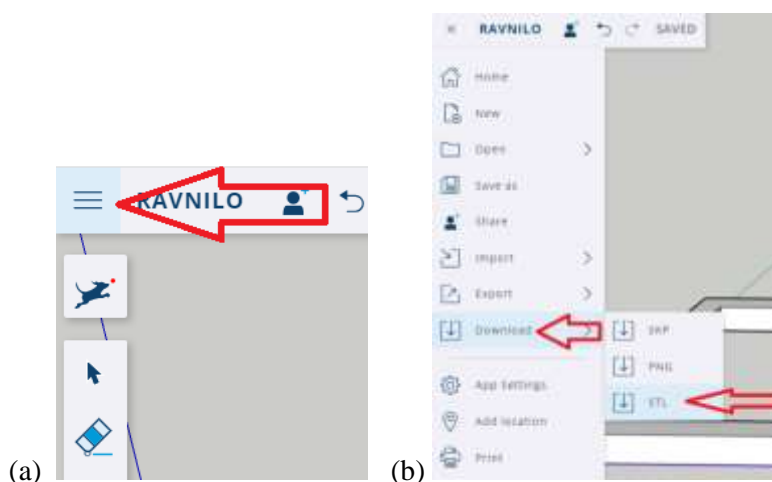 RAVNILO
(a)
RAVNILO SAVED
Home
New
Open
Save as
Share
Import
Export
Download SKP
PNG
STL
App Settings
Add location
Print
(b)